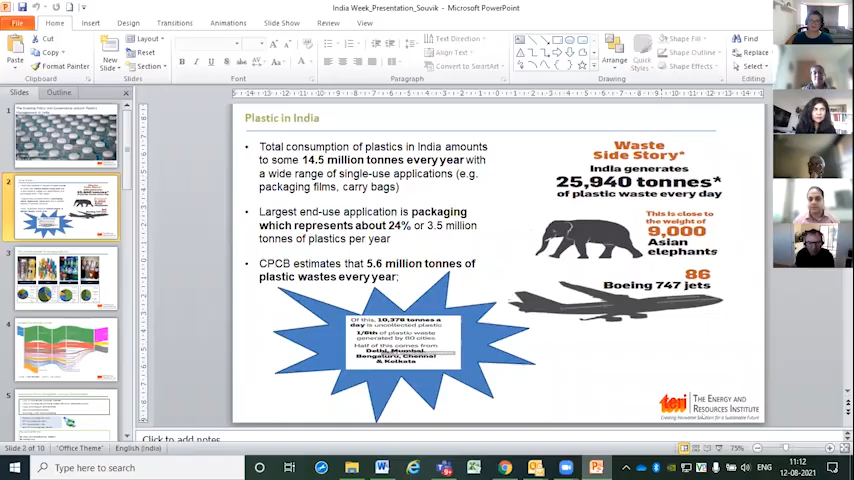 India Week_Presentation_Souvik - Microsoft PowerPoint
File
Home
Insert
Design
Transitions
Animations
Slide Show
Review
View
Paste
Cut
Copy
Format Painter
Clipboard
New Slide
Layout
Reset
Section
Slides
Font
Text Direction
Align Text
Convert to SmartArt
Paragraph
Arrange
Quick Styles
Shape Fill
Shape Outline
Shape Effects
Drawing
Find
Replace
Select
Editing
Slides
Outline
1
2
3
4
5
Plastic in India
• Total consumption of plastics in India amounts
to some 14.5 million tonnes every year with
a wide range of single-use applications (e.g.
packaging films, carry bags)
• Largest end-use application is packaging
which represents about 24% or 3.5 million
tonnes of plastics per year
• CPCB estimates that 5.6 million tonnes of
plastic wastes every year;
Of this, 10,376 tonnes a
day is uncollected plastic
1/6th of plastic waste
generated by 60 cities
Half of this comes from
Delhi, Mumbai,
Bengaluru, Chennai
& Kolkata
Waste
Side Story*
India generates
25,940 tonnes*
of plastic waste every day
This is close to
the weight of
9,000
Asian
elephants
86
Boeing 747 jets
teri
THE ENERGY AND
RESOURCES INSTITUTE
Creating Innovative Solutions for a Sustainable Future
Click to add notes
Slide 2 of 10
"Office Theme"
English (India)
75%
Type here to search
ENG
11:12
12-08-2021